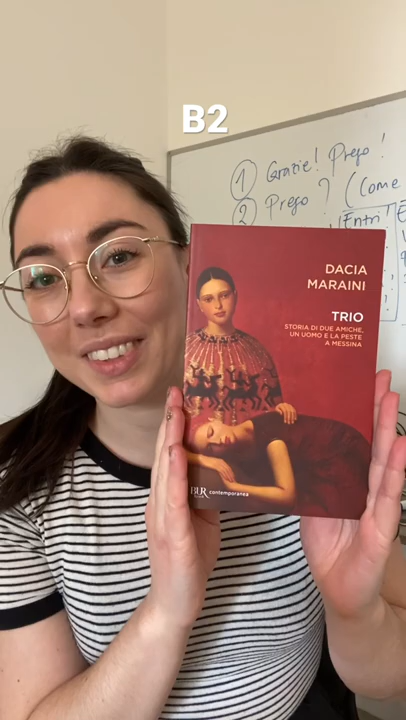 B2
① Grazie! Prego!
② Prego? (Come
Entri!
DACIA
MARAINI
TRIO
STORIA DI DUE AMICHE,
UN UOMO E LA PESTE
A MESSINA
BUR contemporanea